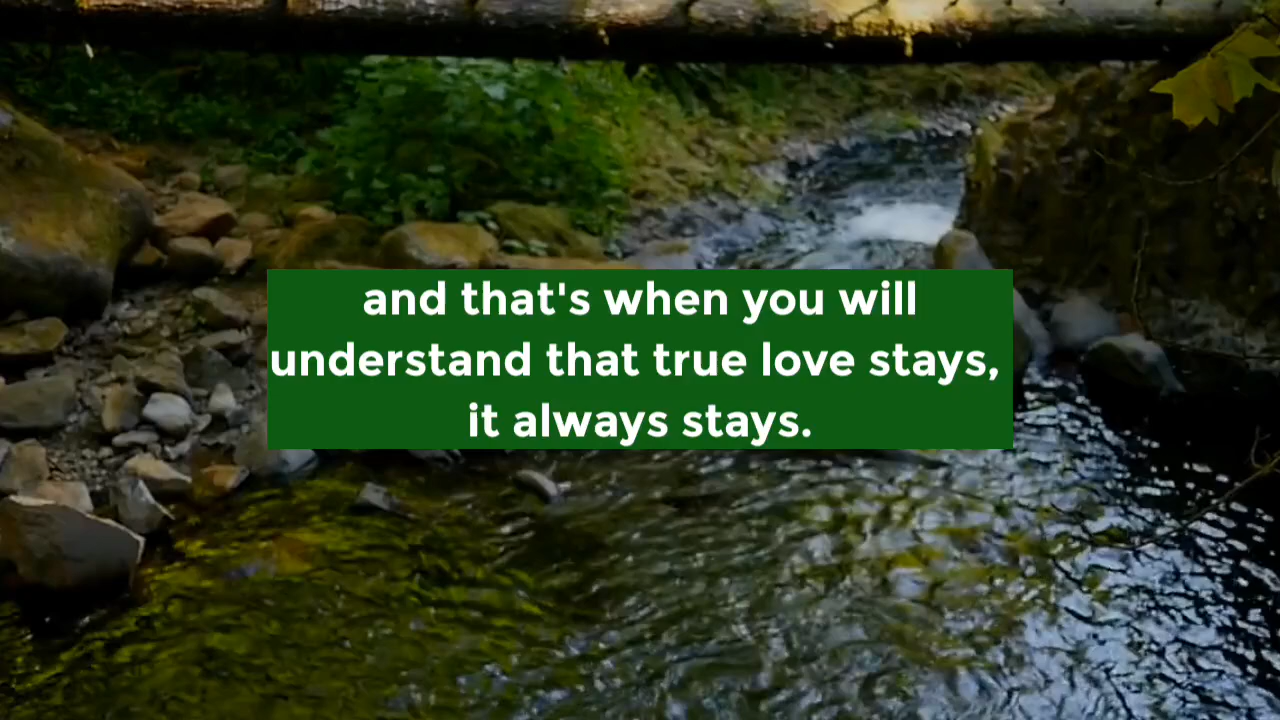 and that's when you will
understand that true love stays,
it always stays.